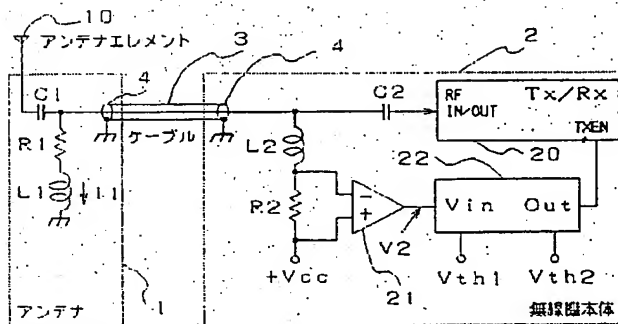 10
アンテナエレメント
3
4
2
C1
4
C2
RF
IN/OUT
Tx/Rx
TXEN
R1
ケーブル
L2
22
20
L1
I1
R2
Vin
Out
V2
+Vcc
21
Vth1
Vth2
アンテナ
1
無線機本体